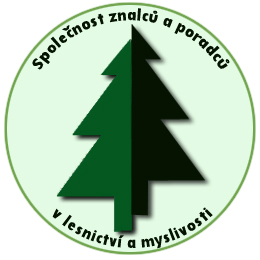 Společnost znalců a poradců
v lesnictví a myslivosti